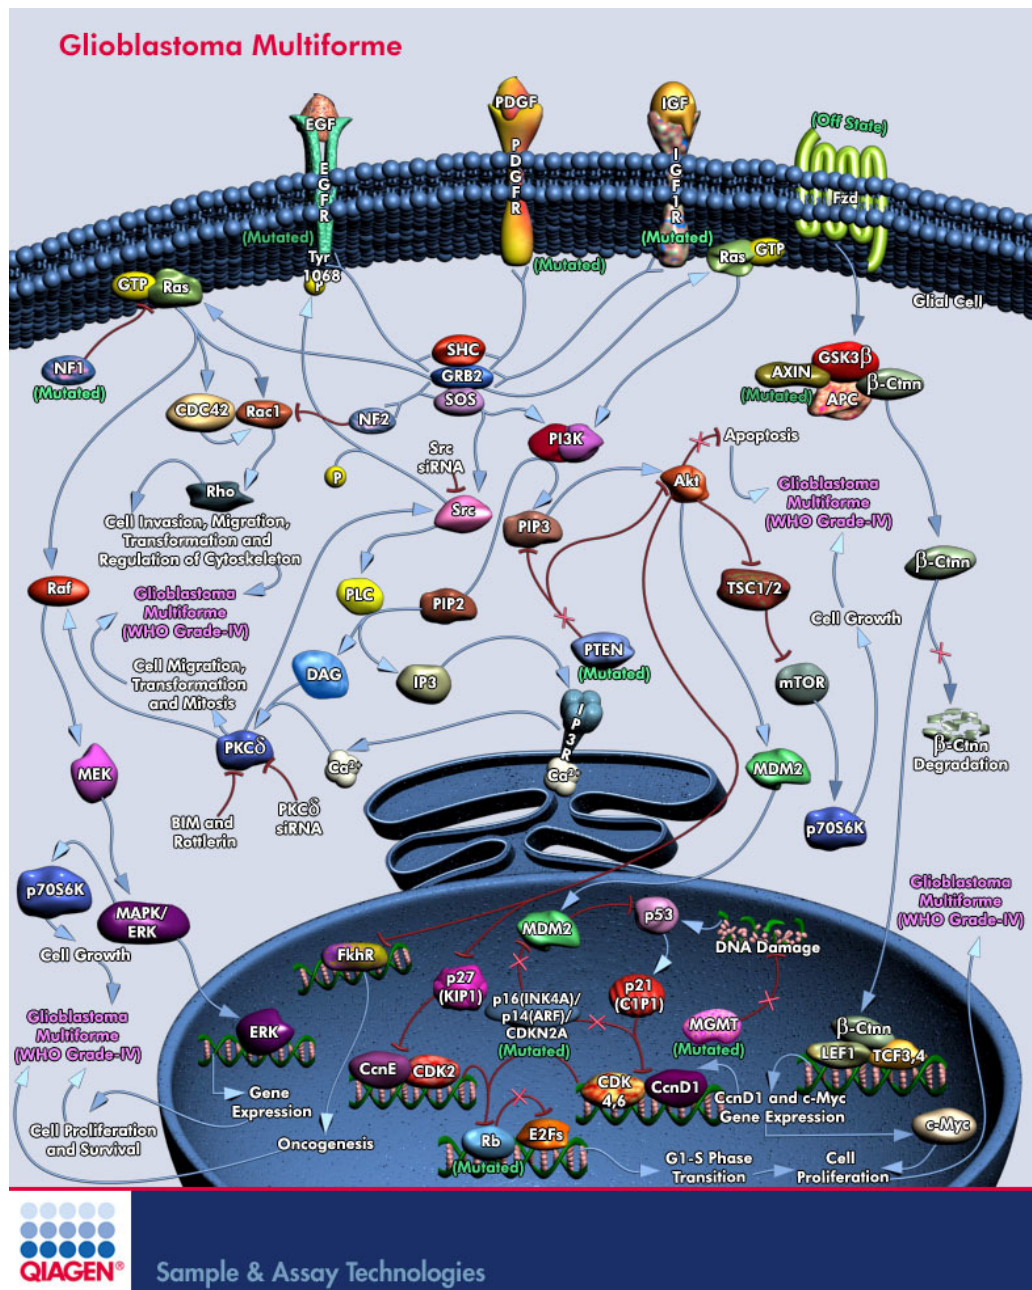 Glioblastoma Multiforme
EGF
PDGF
IGF
(Off State)
EGFR
PDGFR
IGF1R
Fzd
(Mutated)
(Mutated)
(Mutated)
Tyr
1068
P
GTP
Ras
Ras
GTP
Glial Cell
NF1
(Mutated)
SHC
GRB2
SOS
GSK3β
AXIN
(Mutated)
APC
β-Ctnn
CDC42
Rac1
NF2
PI3K
Apoptosis
Src
siRNA
P
Akt
Glioblastoma
Multiforme
(WHO Grade-IV)
Rho
Src
PIP3
Cell Invasion, Migration,
Transformation and
Regulation of Cytoskeleton
β-Ctnn
Raf
Glioblastoma
Multiforme
(WHO Grade-IV)
PLC
PIP2
TSC1/2
Cell Growth
PTEN
(Mutated)
Cell Migration,
Transformation
and Mitosis
DAG
IP3
mTOR
IP3R
PKCδ
Ca2+
Ca2+
MEK
MDM2
β-Ctnn
Degradation
BIM and
Rottlerin
PKCδ
siRNA
p70S6K
p70S6K
Glioblastoma
Multiforme
(WHO Grade-IV)
MAPK/
ERK
MDM2
p53
DNA Damage
Cell Growth
FkhR
p27
(KIP1)
p21
(C1P1)
p16(INK4A)/
p14(ARF)/
CDKN2A
(Mutated)
MGMT
(Mutated)
Glioblastoma
Multiforme
(WHO Grade-IV)
ERK
β-Ctnn
LEF1
TCF3,4
CcnE
CDK2
CDK
4,6
CcnD1
Gene
Expression
CcnD1 and c-Myc
Gene Expression
Cell Proliferation
and Survival
Oncogenesis
Rb
(Mutated)
E2Fs
c-Myc
G1-S Phase
Transition
Cell
Proliferation
QIAGEN®
Sample & Assay Technologies